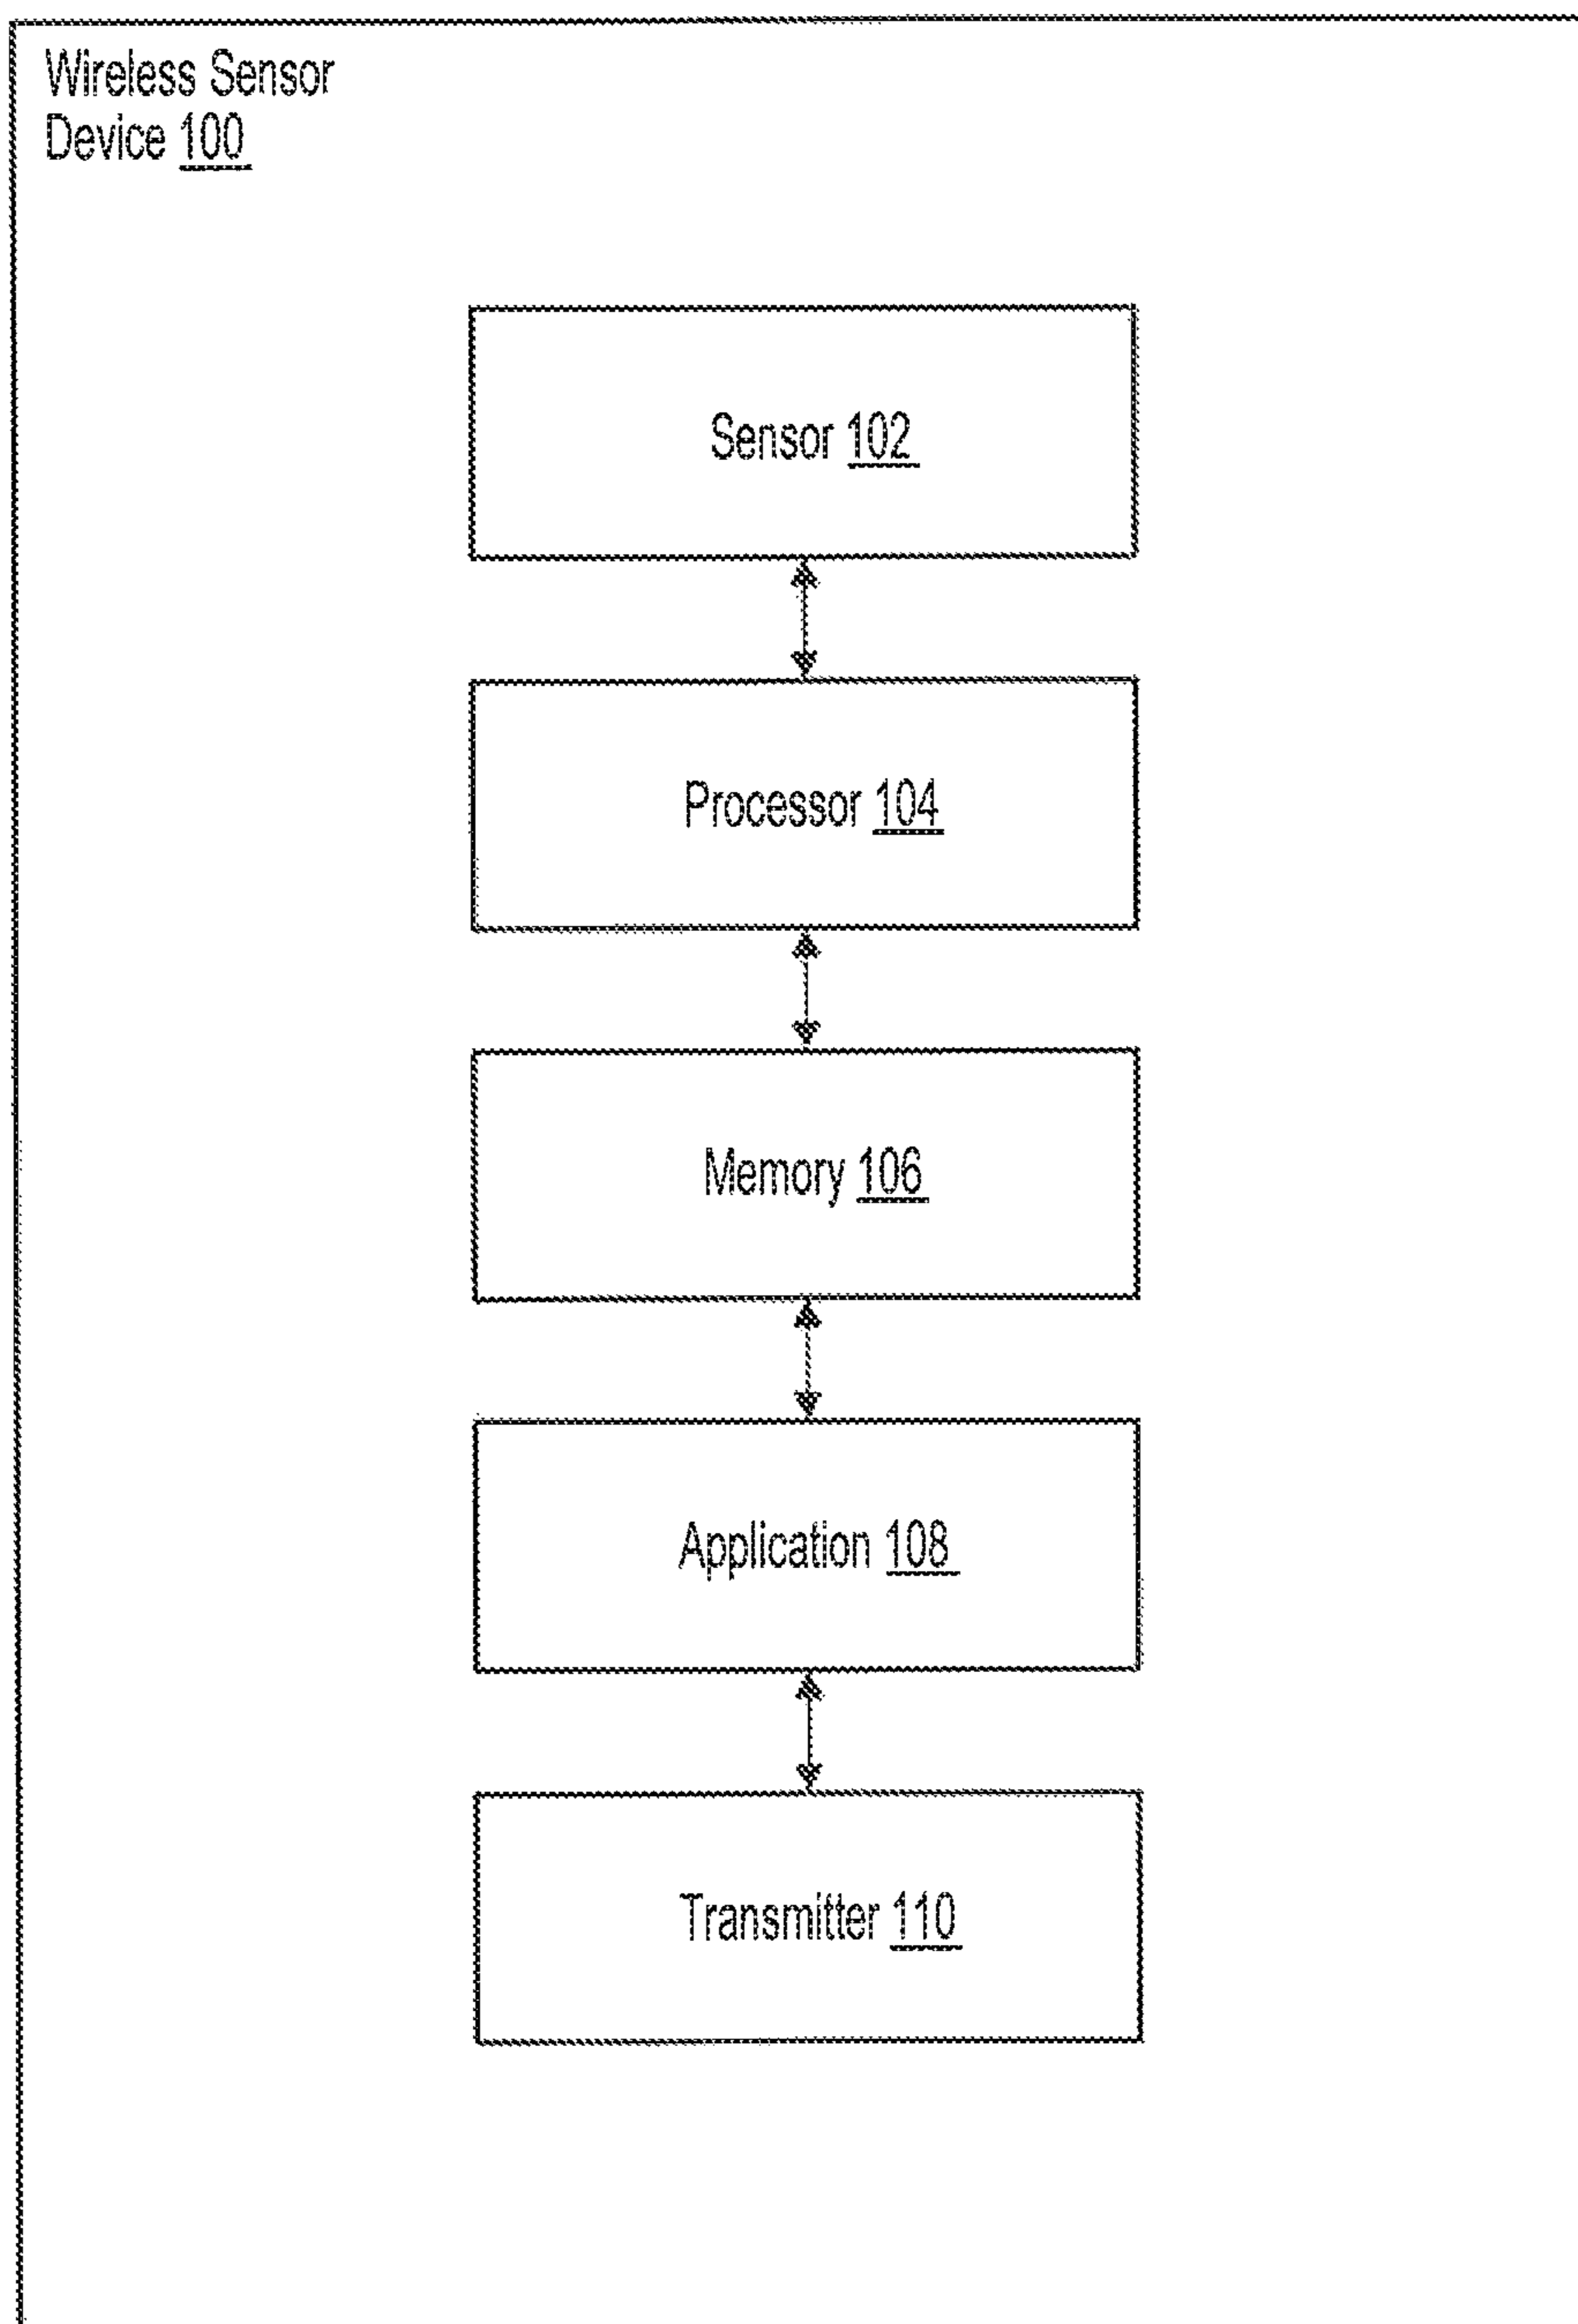 Wireless Sensor
Device 100
Sensor 102
Processor 104
Memory 106
Application 108
Transmitter 110